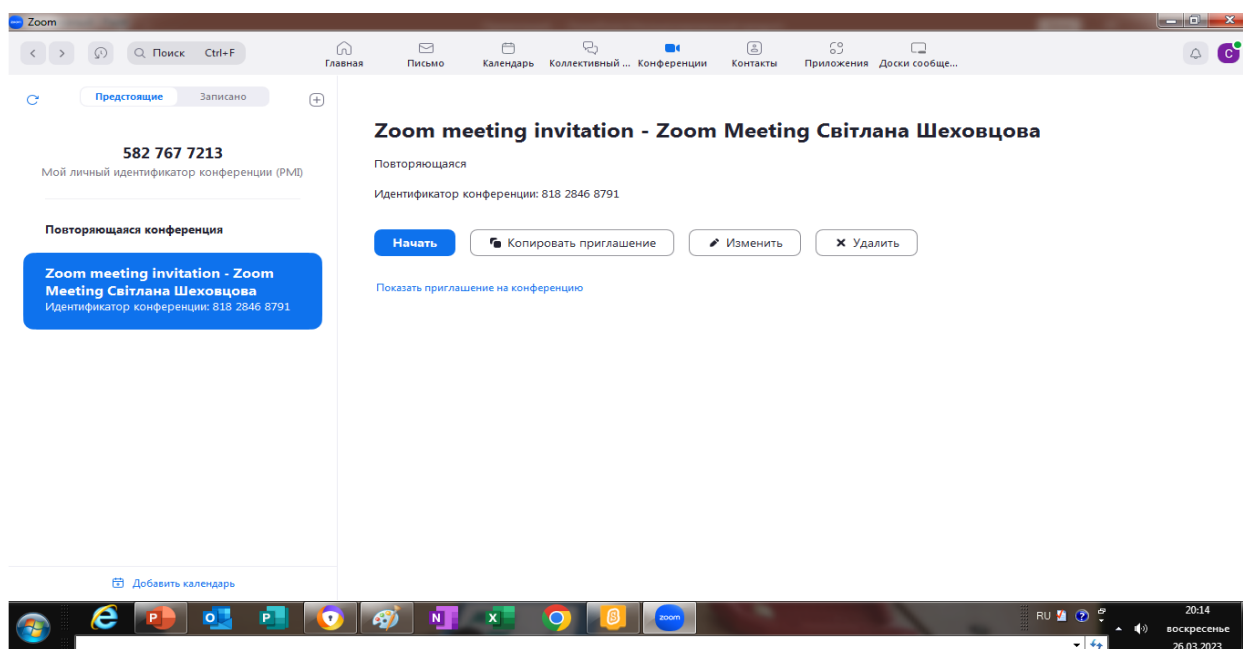 Zoom
Поиск Ctrl+F
Главная
Письмо
Календарь
Коллективный ...
Конференции
Контакты
Приложения
Доски сообще...
C
Предстоящие
Записано
582 767 7213
Мой личный идентификатор конференции (PMI)
Повторяющаяся конференция
Zoom meeting invitation - Zoom
Meeting Світлана Шеховцова
Идентификатор конференции: 818 2846 8791
Добавить календарь
Zoom meeting invitation - Zoom Meeting Світлана Шеховцова
Повторяющаяся
Идентификатор конференции: 818 2846 8791
Начать
Копировать приглашение
Изменить
Удалить
Показать приглашение на конференцию
zoom
RU
20:14
воскресенье
26.03.2023